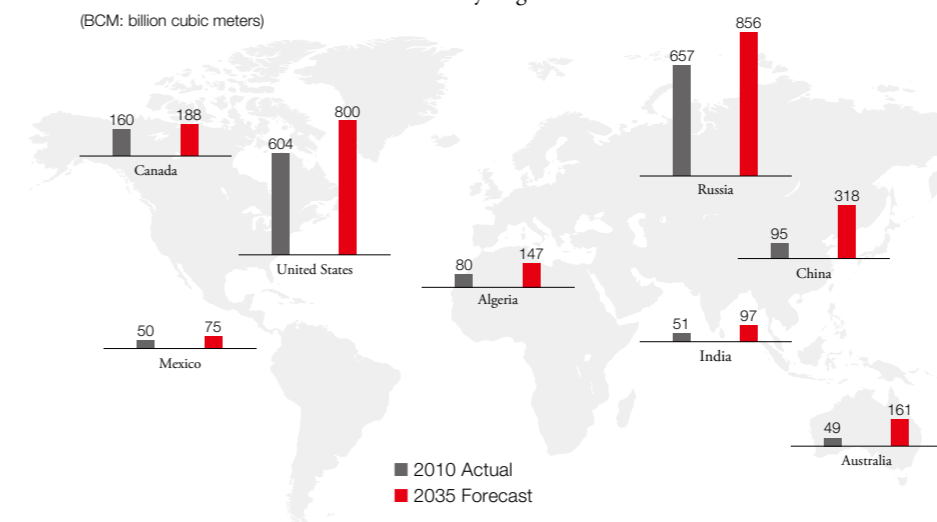 (BCM: billion cubic meters)
856
657
Russia
160
188
Canada
604
800
United States
95
318
China
80
147
Algeria
50
75
Mexico
51
97
India
49
161
Australia
2010 Actual
2035 Forecast